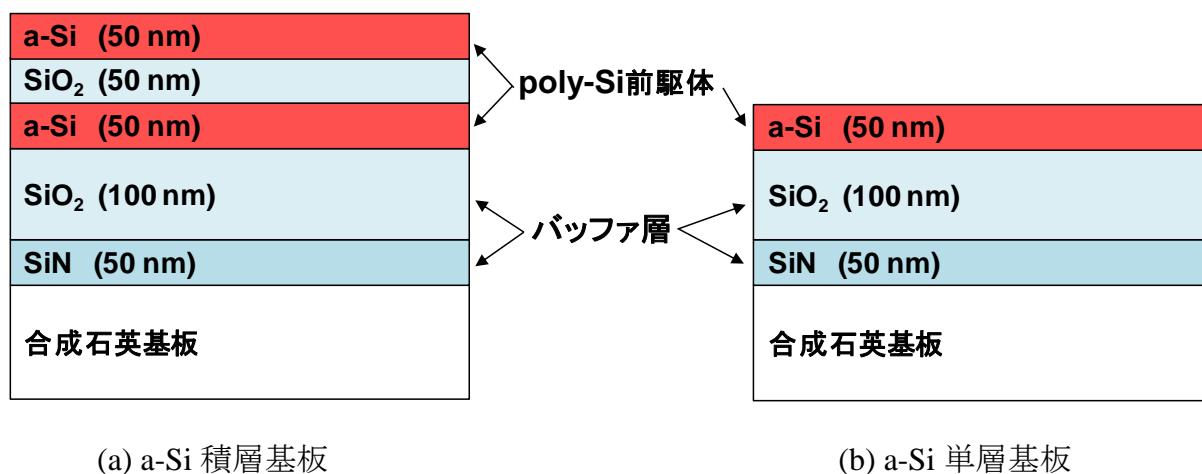 a-Si (50 nm)
SiO₂ (50 nm)
a-Si (50 nm)
SiO₂ (100 nm)
SiN (50 nm)
合成石英基板
poly-Si前駆体
バッファ層
a-Si (50 nm)
SiO₂ (100 nm)
SiN (50 nm)
合成石英基板
(a) a-Si 積層基板
(b) a-Si 単層基板